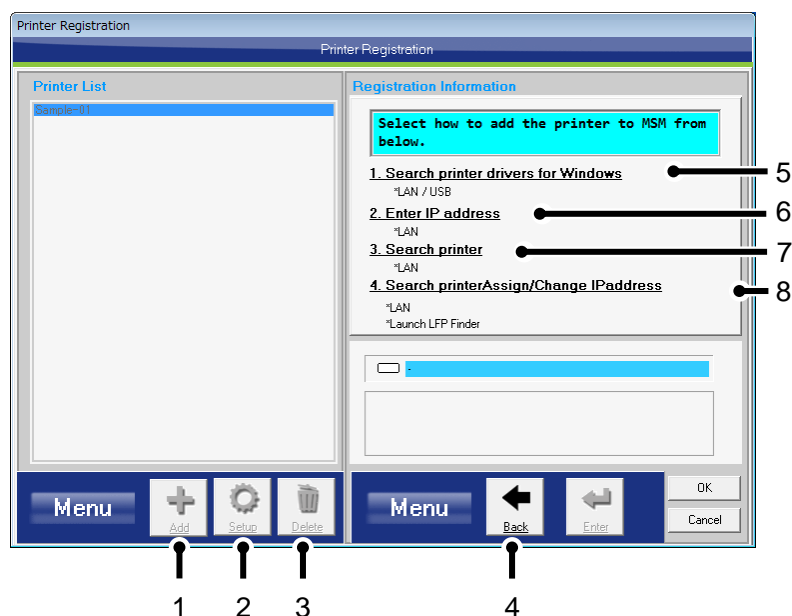 Printer Registration
Printer Registration
Printer List
Sample-01
Registration Information
Select how to add the printer to MSM from
below.
1. Search printer drivers for Windows
*LAN / USB
2. Enter IP address
*LAN
3. Search printer
*LAN
4. Search printerAssign/Change IPaddress
*LAN
*Launch LFP Finder
5
6
7
8
-
Menu
Add
Setup
Delete
Menu
Back
Enter
OK
Cancel
1
2
3
4